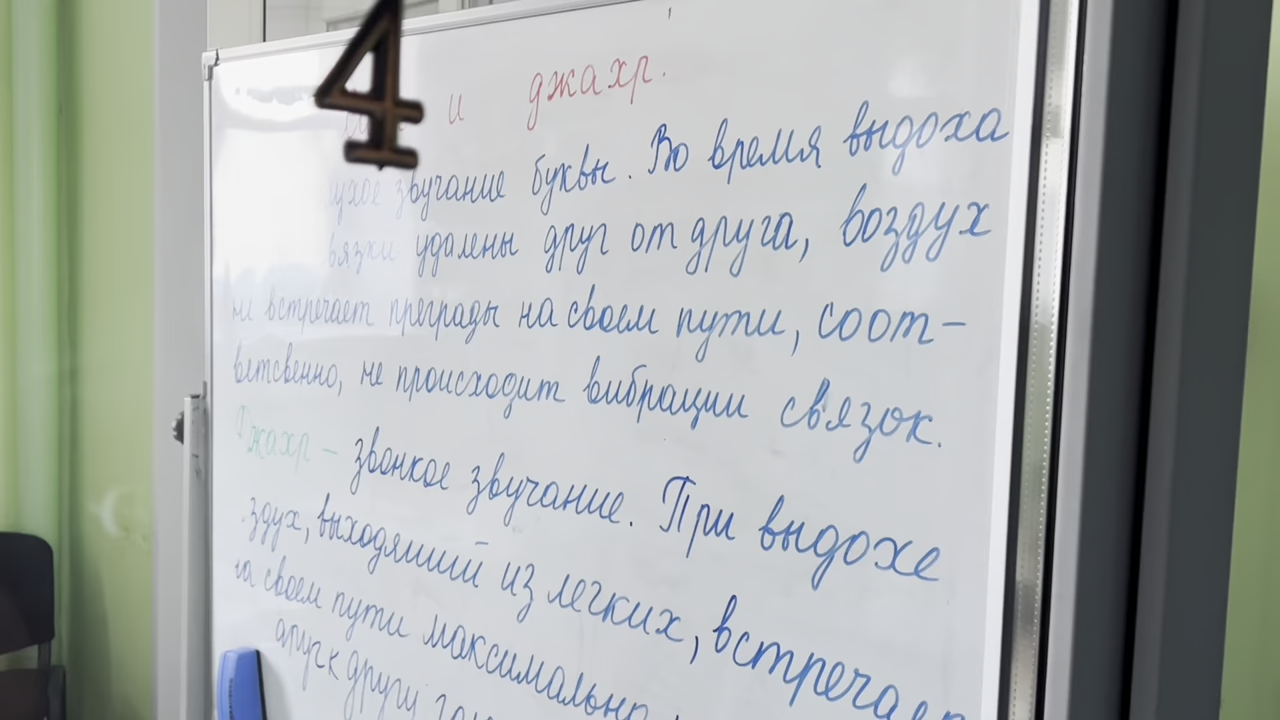 4
и джахр.
звучание буквы. Во время выдоха
удалены друг от друга, воздух
не встречает преграды на своем пути, соот-
ветсвенно, не происходит вибрации связок.
Джахр - звонкое звучание. При выдохе
здух, выходящий из легких, встречает
на своем пути максимально
друг к другу